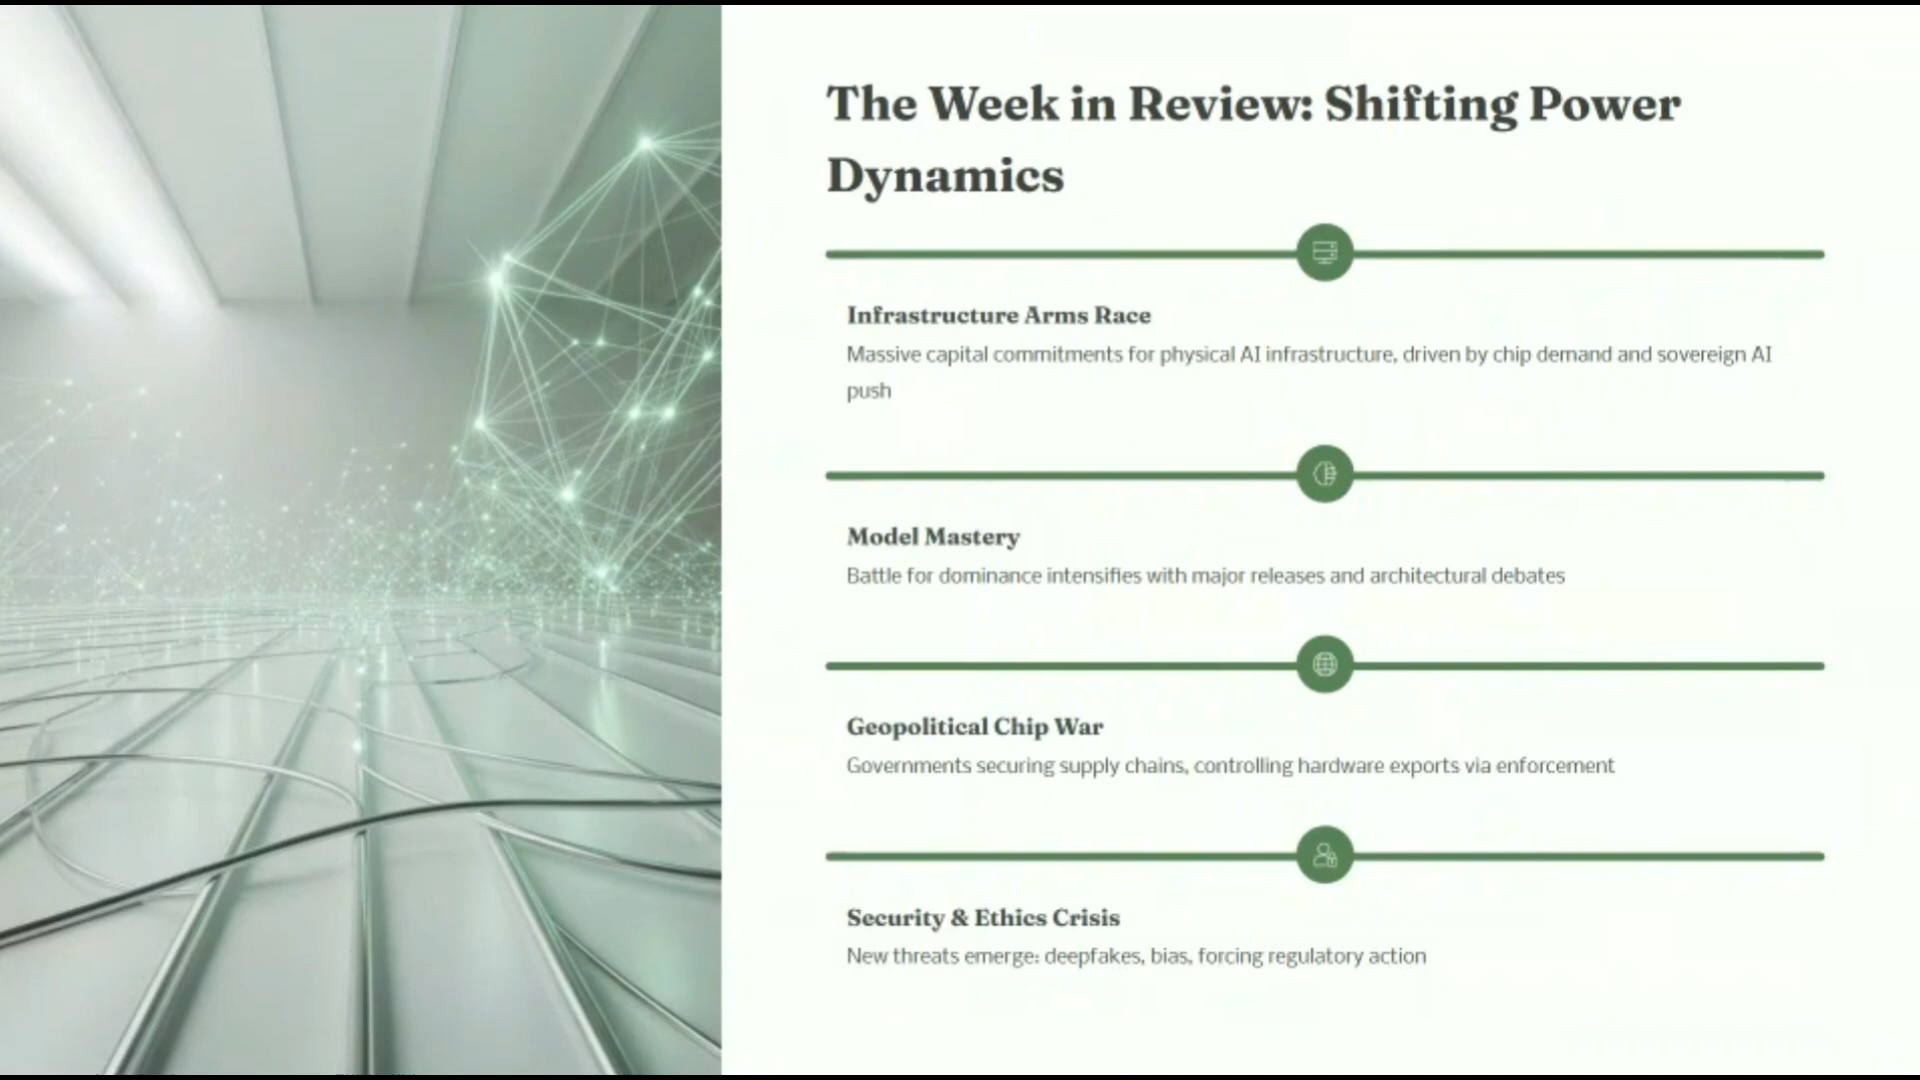 The Week in Review: Shifting Power
Dynamics
Infrastructure Arms Race
Massive capital commitments for physical AI infrastructure, driven by chip demand and sovereign AI
push
Model Mastery
Battle for dominance intensifies with major releases and architectural debates
Geopolitical Chip War
Governments securing supply chains, controlling hardware exports via enforcement
Security & Ethics Crisis
New threats emerge: deepfakes, bias, forcing regulatory action